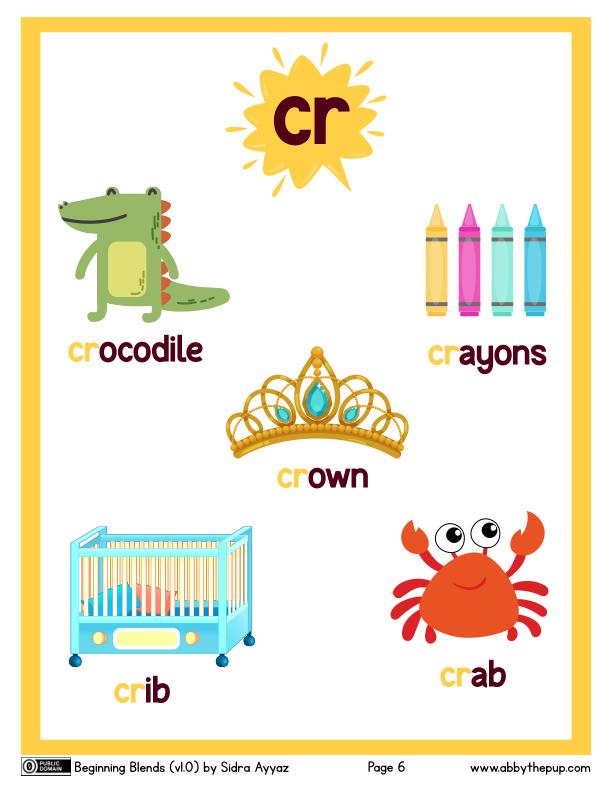 cr
crocodile
crayons
crown
crib
crab
0 PUBLIC DOMAIN Beginning Blends (v1.0) by Sidra Ayyaz Page 6 www.abbythepup.com